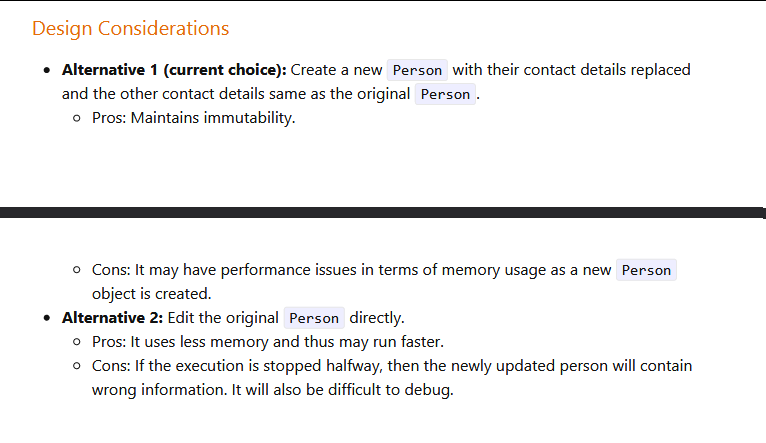 Design Considerations
• Alternative 1 (current choice): Create a new Person with their contact details replaced
and the other contact details same as the original Person.
◦ Pros: Maintains immutability.
◦ Cons: It may have performance issues in terms of memory usage as a new Person
object is created.
• Alternative 2: Edit the original Person directly.
◦ Pros: It uses less memory and thus may run faster.
◦ Cons: If the execution is stopped halfway, then the newly updated person will contain
wrong information. It will also be difficult to debug.